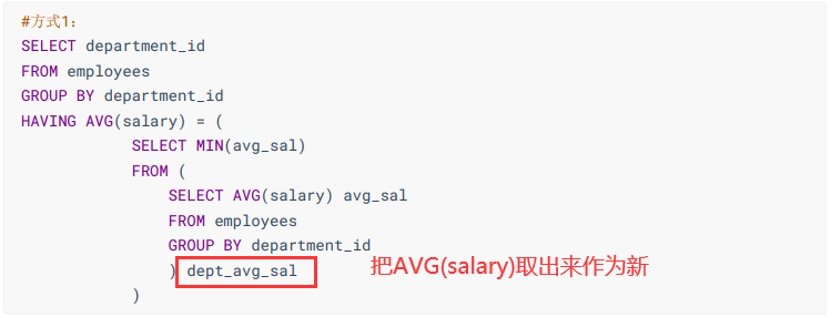 #方式1：
SELECT department_id
FROM employees
GROUP BY department_id
HAVING AVG(salary) = (
SELECT MIN(avg_sal)
FROM (
SELECT AVG(salary) avg_sal
FROM employees
GROUP BY department_id
) dept_avg_sal 把AVG(salary)取出来作为新
)